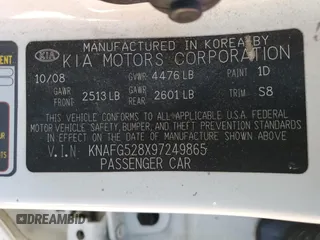 MANUFACTURED IN KOREA BY
KIA KIA MOTORS CORPORATION
10/08 GVWR 4476 LB PAINT 1D
GAWR FRONT 2513 LB GAWR REAR 2601 LB TRIM S8
THIS VEHICLE CONFORMS TO ALL APPLICABLE U.S.A. FEDERAL
MOTOR VEHICLE SAFETY, BUMPER, AND THEFT PREVENTION
STANDARDS IN EFFECT ON THE DATE OF MANUFACTURE SHOWN ABOVE.
V.I.N KNAFG528X97249865
PASSENGER CAR
DREAMBID